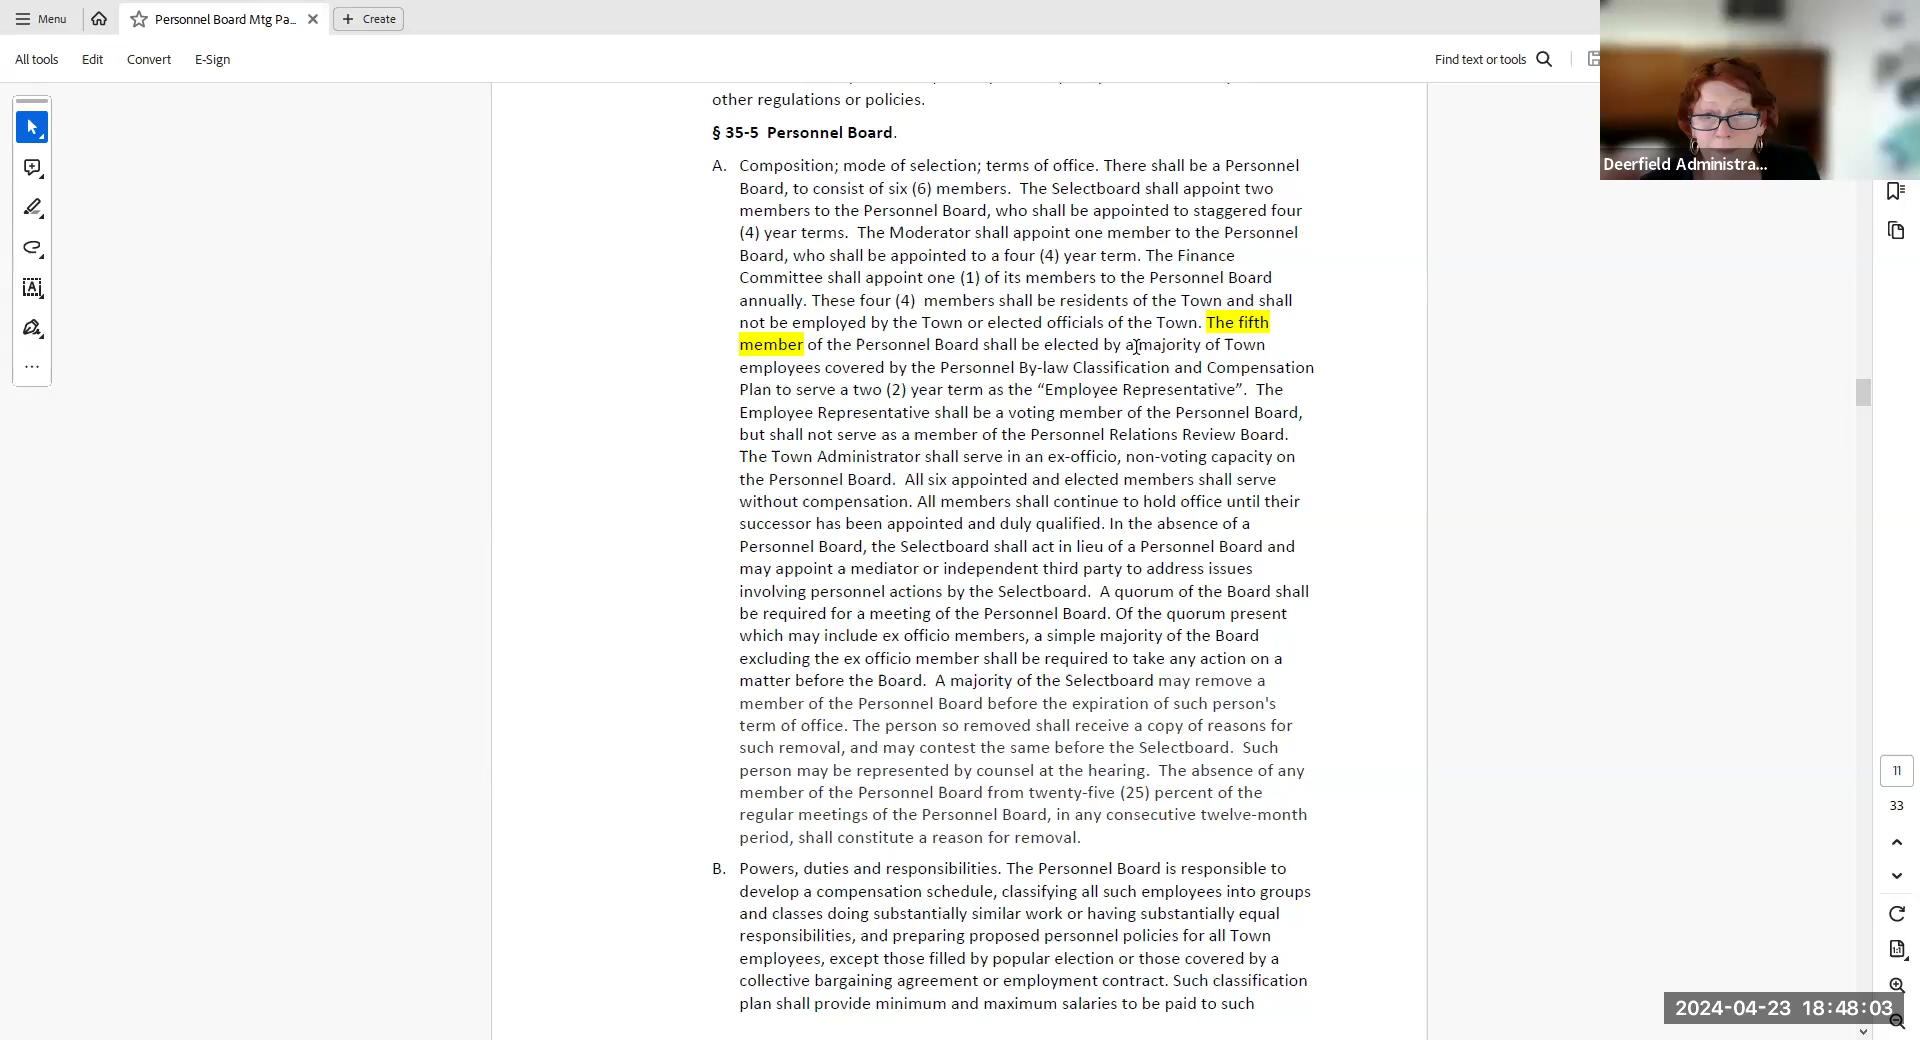 Menu
Personnel Board Mtg Pa...
Create
All tools
Edit
Convert
E-Sign
Find text or tools
Deerfield Administra...
other regulations or policies.
§ 35-5 Personnel Board.
A. Composition; mode of selection; terms of office. There shall be a Personnel
Board, to consist of six (6) members. The Selectboard shall appoint two
members to the Personnel Board, who shall be appointed to staggered four
(4) year terms. The Moderator shall appoint one member to the Personnel
Board, who shall be appointed to a four (4) year term. The Finance
Committee shall appoint one (1) of its members to the Personnel Board
annually. These four (4) members shall be residents of the Town and shall
not be employed by the Town or elected officials of the Town. The fifth
member of the Personnel Board shall be elected by a majority of Town
employees covered by the Personnel By-law Classification and Compensation
Plan to serve a two (2) year term as the “Employee Representative”. The
Employee Representative shall be a voting member of the Personnel Board,
but shall not serve as a member of the Personnel Relations Review Board.
The Town Administrator shall serve in an ex-officio, non-voting capacity on
the Personnel Board. All six appointed and elected members shall serve
without compensation. All members shall continue to hold office until their
successor has been appointed and duly qualified. In the absence of a
Personnel Board, the Selectboard shall act in lieu of a Personnel Board and
may appoint a mediator or independent third party to address issues
involving personnel actions by the Selectboard. A quorum of the Board shall
be required for a meeting of the Personnel Board. Of the quorum present
which may include ex officio members, a simple majority of the Board
excluding the ex officio member shall be required to take any action on a
matter before the Board. A majority of the Selectboard may remove a
member of the Personnel Board before the expiration of such person's
term of office. The person so removed shall receive a copy of reasons for
such removal, and may contest the same before the Selectboard. Such
person may be represented by counsel at the hearing. The absence of any
member of the Personnel Board from twenty-five (25) percent of the
regular meetings of the Personnel Board, in any consecutive twelve-month
period, shall constitute a reason for removal.
B. Powers, duties and responsibilities. The Personnel Board is responsible to
develop a compensation schedule, classifying all such employees into groups
and classes doing substantially similar work or having substantially equal
responsibilities, and preparing proposed personnel policies for all Town
employees, except those filled by popular election or those covered by a
collective bargaining agreement or employment contract. Such classification
plan shall provide minimum and maximum salaries to be paid to such
11
33
2024-04-23 18:48:03